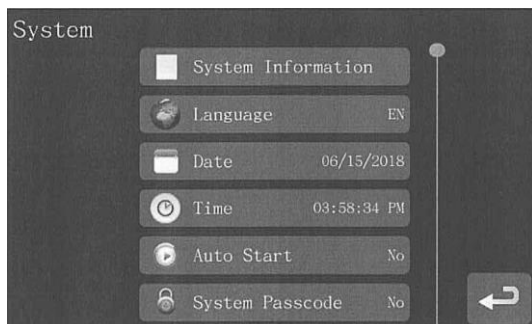 System
System Information
Language EN
Date 06/15/2018
Time 03:58:34 PM
Auto Start No
System Passcode No